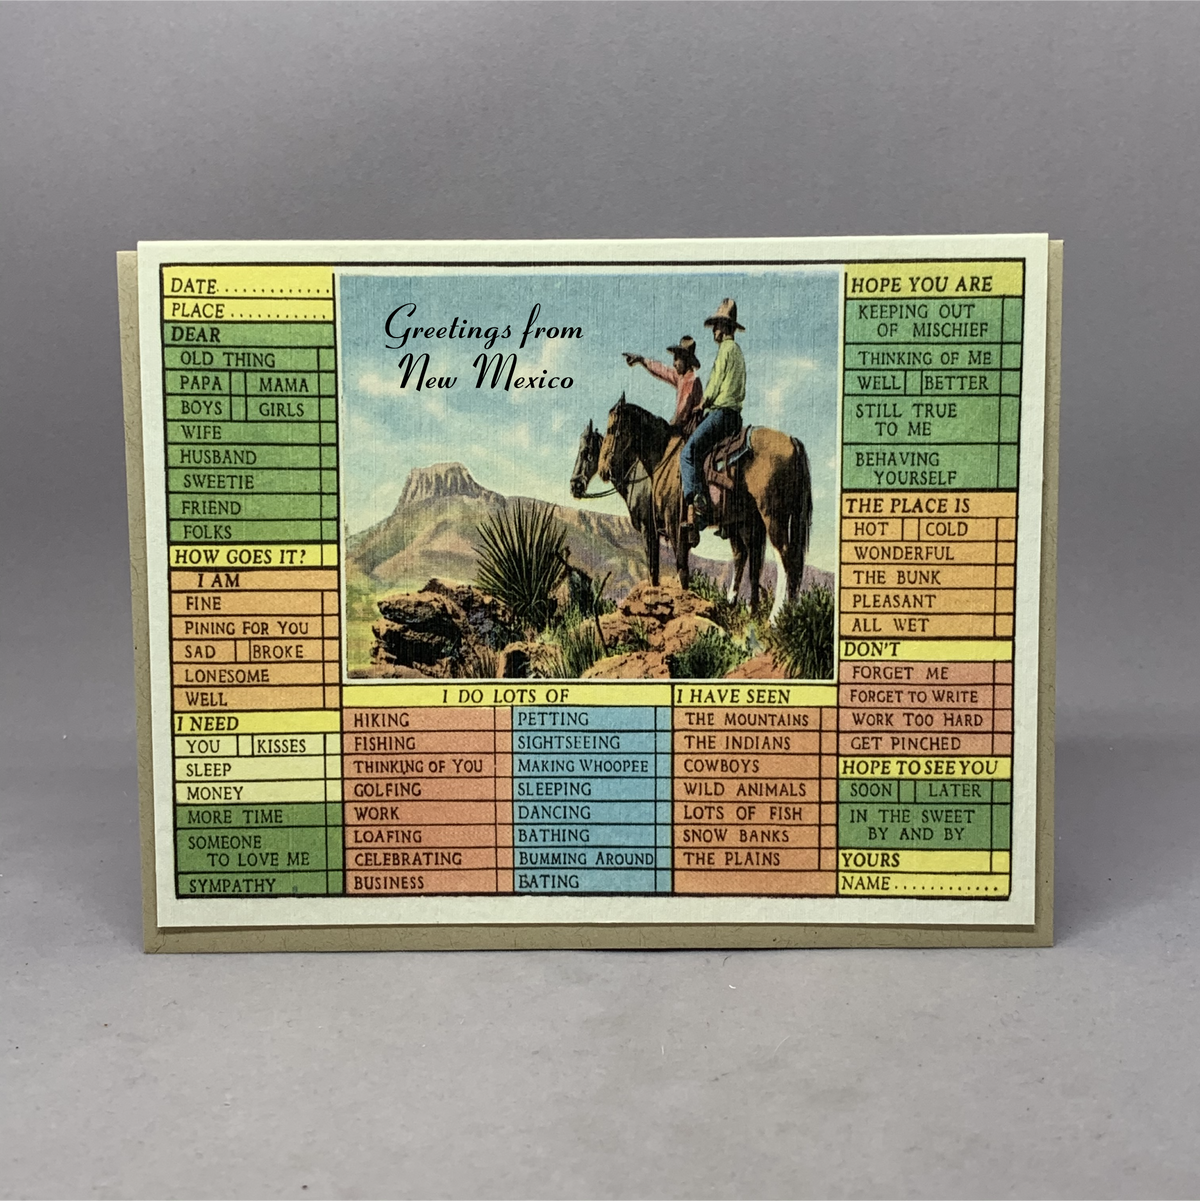 DATE.............
PLACE...........
DEAR
OLD THING
PAPA MAMA
BOYS GIRLS
WIFE
HUSBAND
SWEETIE
FRIEND
FOLKS
HOW GOES IT?
I AM
FINE
PINING FOR YOU
SAD BROKE
LONESOME
WELL
I NEED
YOU KISSES
SLEEP
MONEY
MORE TIME
SOMEONE
TO LOVE ME
SYMPATHY
Greetings from
New Mexico
I DO LOTS OF
HIKING
FISHING
THINKING OF YOU
GOLFING
WORK
LOAFING
CELEBRATING
BUSINESS
PETTING
SIGHTSEEING
MAKING WHOOPEE
SLEEPING
DANCING
BATHING
BUMMING AROUND
EATING
I HAVE SEEN
THE MOUNTAINS
THE INDIANS
COWBOYS
WILD ANIMALS
LOTS OF FISH
SNOW BANKS
THE PLAINS
HOPE YOU ARE
KEEPING OUT
OF MISCHIEF
THINKING OF ME
WELL BETTER
STILL TRUE
TO ME
BEHAVING
YOURSELF
THE PLACE IS
HOT COLD
WONDERFUL
THE BUNK
PLEASANT
ALL WET
DON'T
FORGET ME
FORGET TO WRITE
WORK TOO HARD
GET PINCHED
HOPE TO SEE YOU
SOON LATER
IN THE SWEET
BY AND BY
YOURS
NAME............